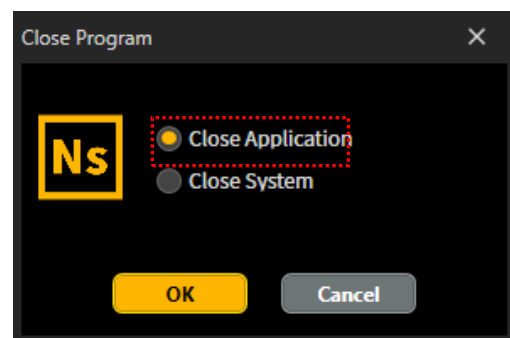 Close Program
Ns
Close Application
Close System
OK
Cancel